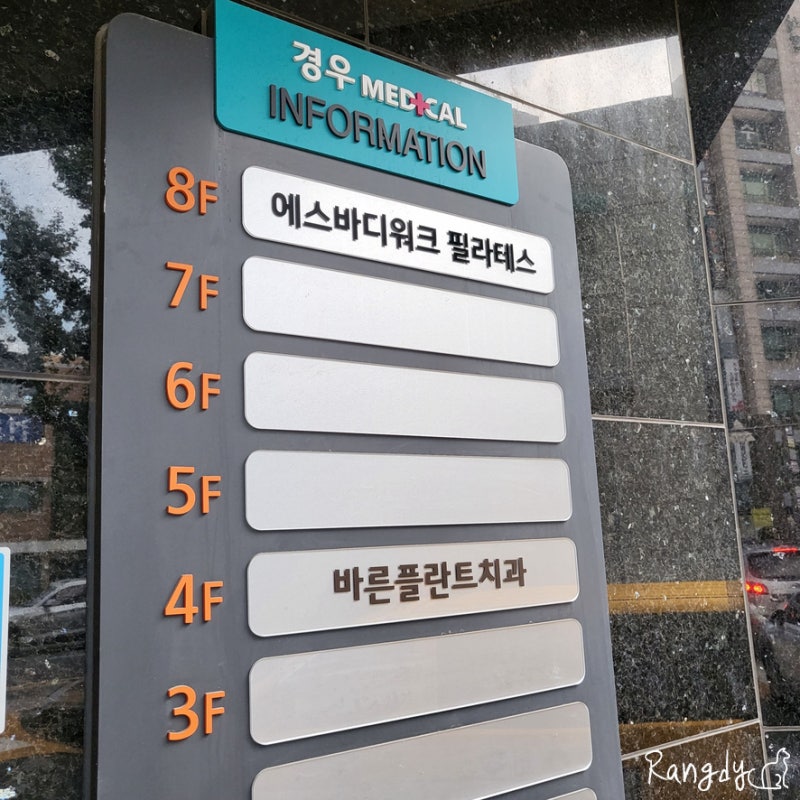 경우 MEDICAL
INFORMATION
8F 에스바디워크 필라테스
7F
6F
5F
4F 바른플란트치과
3F
Rangdy